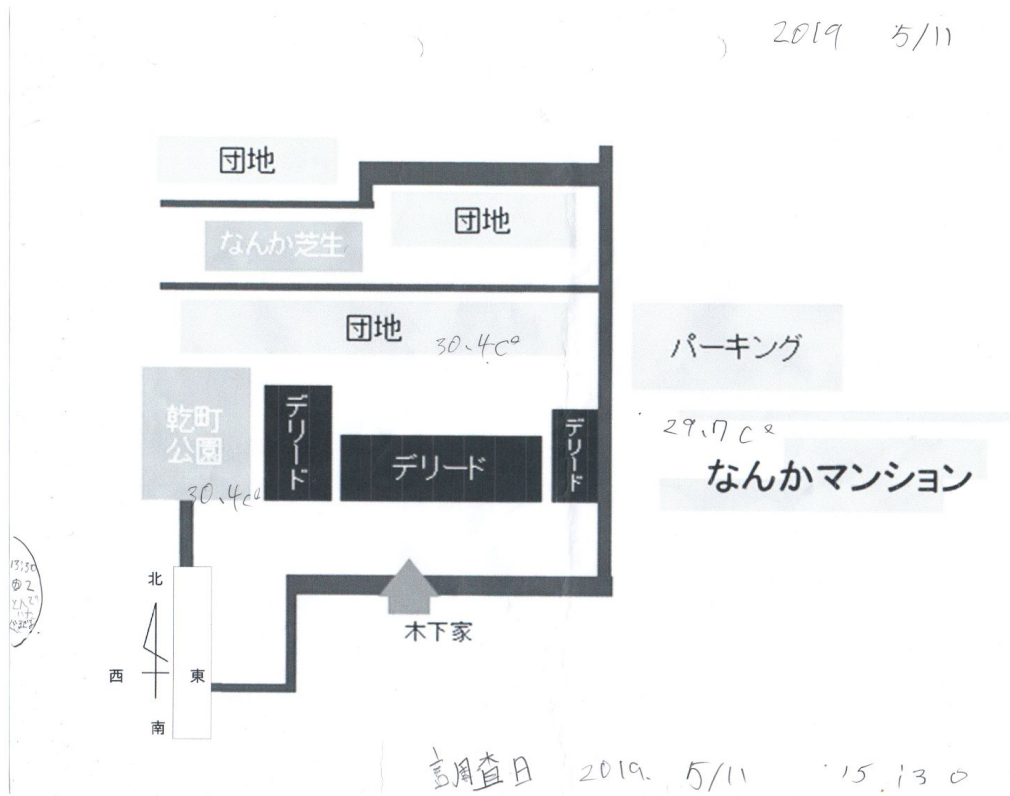 2019 5/11
団地
団地
なんか芝生
団地
30.4C°
パーキング
乾町
公園
デリード
デリード
デリード
29.7C°
なんかマンション
30.4C°
13:30
北
木下家
西
東
南
調査日 2019. 5/11 15:30